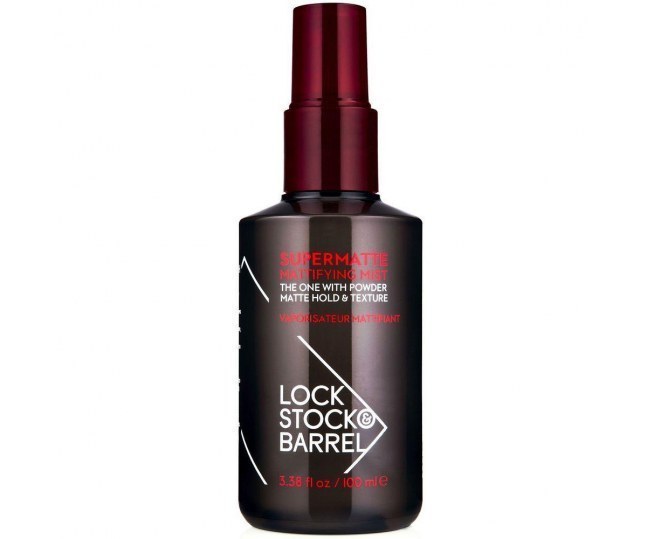 SUPERMATTE
MATTIFYING MIST
THE ONE WITH POWDER
MATTE HOLD & TEXTURE
VAPORISATEUR MATIFIANT
LOCK
STOCK &
BARREL
3.38 fl oz / 100 ml e